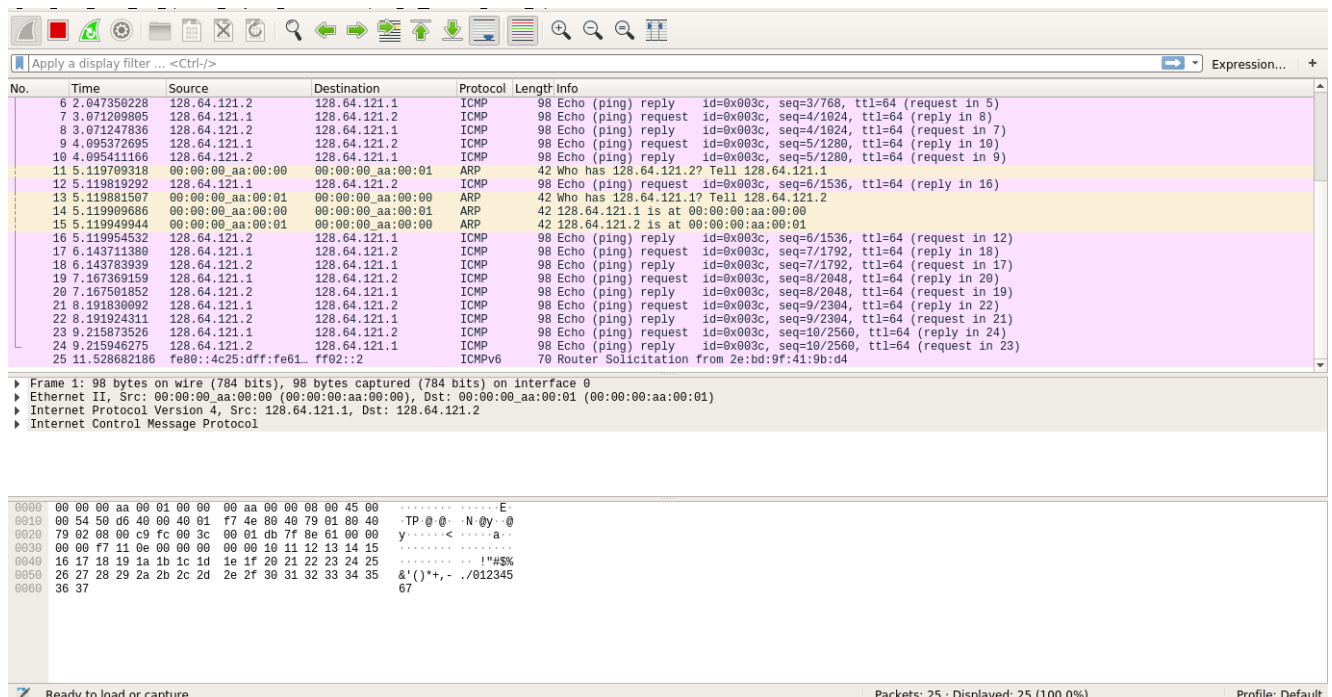 Apply a display filter ... <Ctrl-/> Expression... +
No. Time Source Destination Protocol Length Info
6 2.047350228 128.64.121.2 128.64.121.1 ICMP 98 Echo (ping) reply id=0x003c, seq=3/768, ttl=64 (request in 5)
7 3.071209805 128.64.121.1 128.64.121.2 ICMP 98 Echo (ping) request id=0x003c, seq=4/1024, ttl=64 (reply in 8)
8 3.071247836 128.64.121.2 128.64.121.1 ICMP 98 Echo (ping) reply id=0x003c, seq=4/1024, ttl=64 (request in 7)
9 4.095372695 128.64.121.1 128.64.121.2 ICMP 98 Echo (ping) request id=0x003c, seq=5/1280, ttl=64 (reply in 10)
10 4.095411166 128.64.121.2 128.64.121.1 ICMP 98 Echo (ping) reply id=0x003c, seq=5/1280, ttl=64 (request in 9)
11 5.119709318 00:00:00_aa:00:00 00:00:00_aa:00:01 ARP 42 Who has 128.64.121.2? Tell 128.64.121.1
12 5.119819292 128.64.121.1 128.64.121.2 ICMP 98 Echo (ping) request id=0x003c, seq=6/1536, ttl=64 (reply in 16)
13 5.119881507 00:00:00_aa:00:01 00:00:00_aa:00:00 ARP 42 Who has 128.64.121.1? Tell 128.64.121.2
14 5.119909686 00:00:00_aa:00:00 00:00:00_aa:00:01 ARP 42 128.64.121.1 is at 00:00:00:aa:00:00
15 5.119949944 00:00:00_aa:00:01 00:00:00_aa:00:00 ARP 42 128.64.121.2 is at 00:00:00:aa:00:01
16 5.119954532 128.64.121.2 128.64.121.1 ICMP 98 Echo (ping) reply id=0x003c, seq=6/1536, ttl=64 (request in 12)
17 6.143711380 128.64.121.1 128.64.121.2 ICMP 98 Echo (ping) request id=0x003c, seq=7/1792, ttl=64 (reply in 18)
18 6.143783939 128.64.121.2 128.64.121.1 ICMP 98 Echo (ping) reply id=0x003c, seq=7/1792, ttl=64 (request in 17)
19 7.167369159 128.64.121.1 128.64.121.2 ICMP 98 Echo (ping) request id=0x003c, seq=8/2048, ttl=64 (reply in 20)
20 7.167501852 128.64.121.2 128.64.121.1 ICMP 98 Echo (ping) reply id=0x003c, seq=8/2048, ttl=64 (request in 19)
21 8.191830092 128.64.121.1 128.64.121.2 ICMP 98 Echo (ping) request id=0x003c, seq=9/2304, ttl=64 (reply in 22)
22 8.191924311 128.64.121.2 128.64.121.1 ICMP 98 Echo (ping) reply id=0x003c, seq=9/2304, ttl=64 (request in 21)
23 9.215873526 128.64.121.1 128.64.121.2 ICMP 98 Echo (ping) request id=0x003c, seq=10/2560, ttl=64 (reply in 24)
24 9.215946275 128.64.121.2 128.64.121.1 ICMP 98 Echo (ping) reply id=0x003c, seq=10/2560, ttl=64 (request in 23)
25 11.528682186 fe80::4c25:dff:fe61… ff02::2 ICMPv6 70 Router Solicitation from 2e:bd:9f:41:9b:d4
Frame 1: 98 bytes on wire (784 bits), 98 bytes captured (784 bits) on interface 0
Ethernet II, Src: 00:00:00_aa:00:00 (00:00:00:aa:00:00), Dst: 00:00:00_aa:00:01 (00:00:00:aa:00:01)
Internet Protocol Version 4, Src: 128.64.121.1, Dst: 128.64.121.2
Internet Control Message Protocol
0000 00 00 00 aa 00 01 00 00 00 aa 00 00 08 00 45 00 ········ ······E·
0010 00 54 50 d6 40 00 40 01 f7 4e 80 40 79 01 80 40 ·TP·@·@· ·N·@y··@
0020 79 02 08 00 c9 fc 00 3c 00 01 db 7f 8e 61 00 00 y······< ·····a··
0030 00 00 f7 11 0e 00 00 00 00 00 10 11 12 13 14 15 ········ ········
0040 16 17 18 19 1a 1b 1c 1d 1e 1f 20 21 22 23 24 25 ········ ·· !"#$%
0050 26 27 28 29 2a 2b 2c 2d 2e 2f 30 31 32 33 34 35 &'()*+,- ./012345
0060 36 37 67
Ready to load or capture Packets: 25 · Displayed: 25 (100.0%) Profile: Default